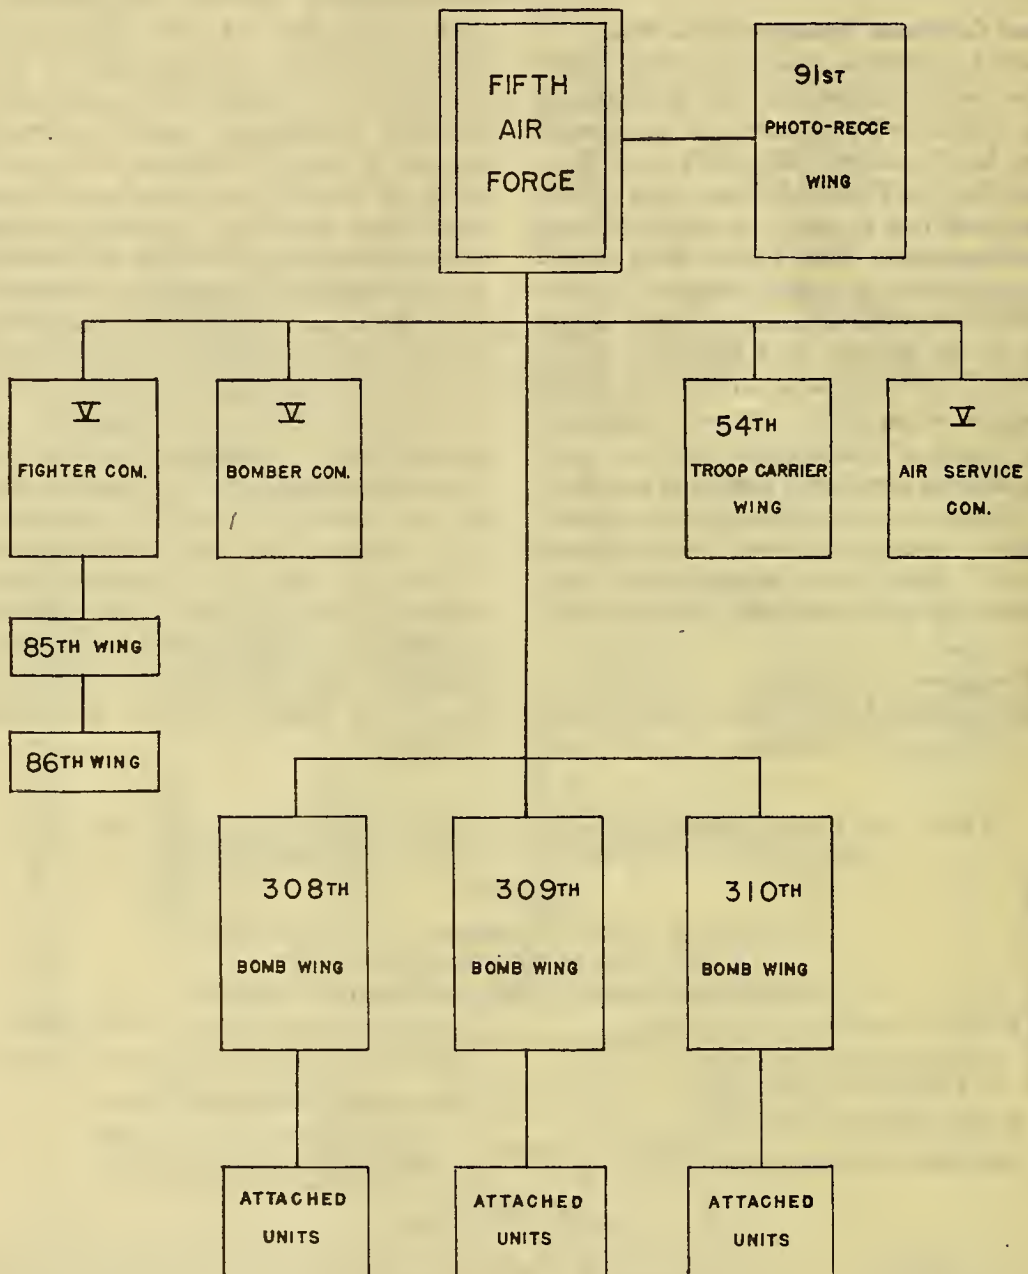 FIFTH
AIR
FORCE
91ST
PHOTO-RECCE
WING
V
FIGHTER COM.
V
BOMBER COM.
54TH
TROOP CARRIER
WING
V
AIR SERVICE
COM.
85TH WING
86TH WING
308TH
BOMB WING
309TH
BOMB WING
310TH
BOMB WING
ATTACHED
UNITS
ATTACHED
UNITS
ATTACHED
UNITS